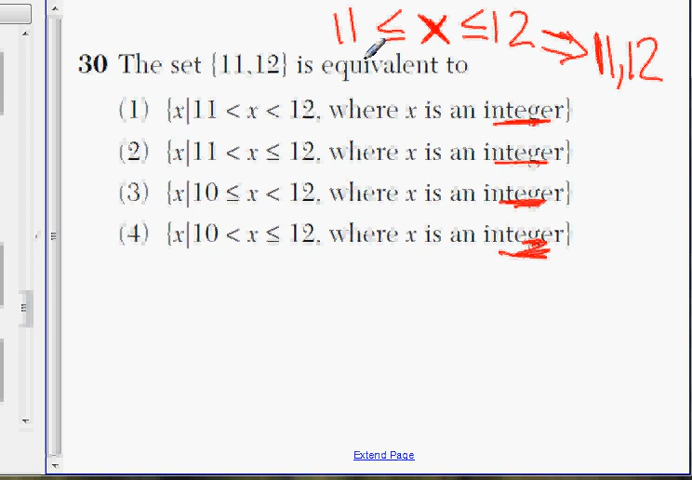 11 ≤ x ≤ 12 ⇒ 11,12
30 The set {11,12} is equivalent to
(1) {x|11 < x < 12, where x is an integer}
(2) {x|11 < x ≤ 12, where x is an integer}
(3) {x|10 ≤ x < 12, where x is an integer}
(4) {x|10 < x ≤ 12, where x is an integer}
Extend Page